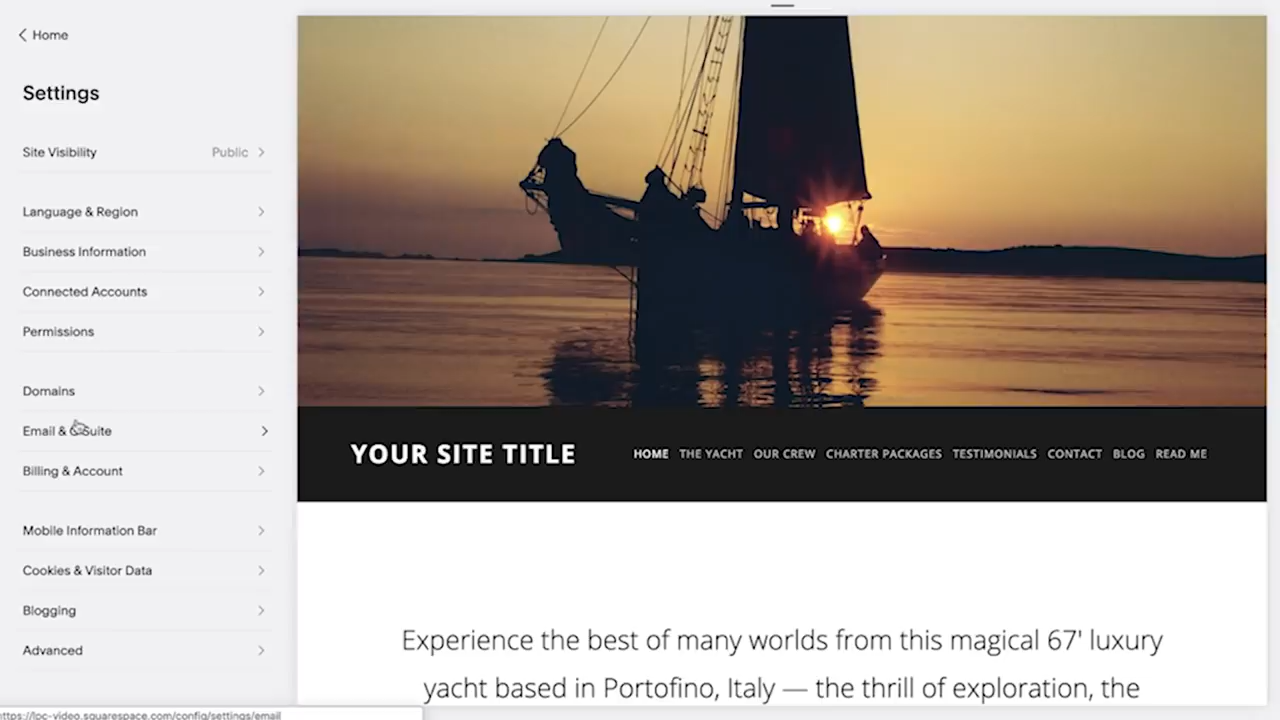 Home
Settings
Site Visibility Public
Language & Region
Business Information
Connected Accounts
Permissions
Domains
Email & GSuite
Billing & Account
Mobile Information Bar
Cookies & Visitor Data
Blogging
Advanced
https://lpc-video.squarespace.com/config/settings/email
YOUR SITE TITLE
HOME THE YACHT OUR CREW CHARTER PACKAGES TESTIMONIALS CONTACT BLOG READ ME
Experience the best of many worlds from this magical 67' luxury
yacht based in Portofino, Italy — the thrill of exploration, the